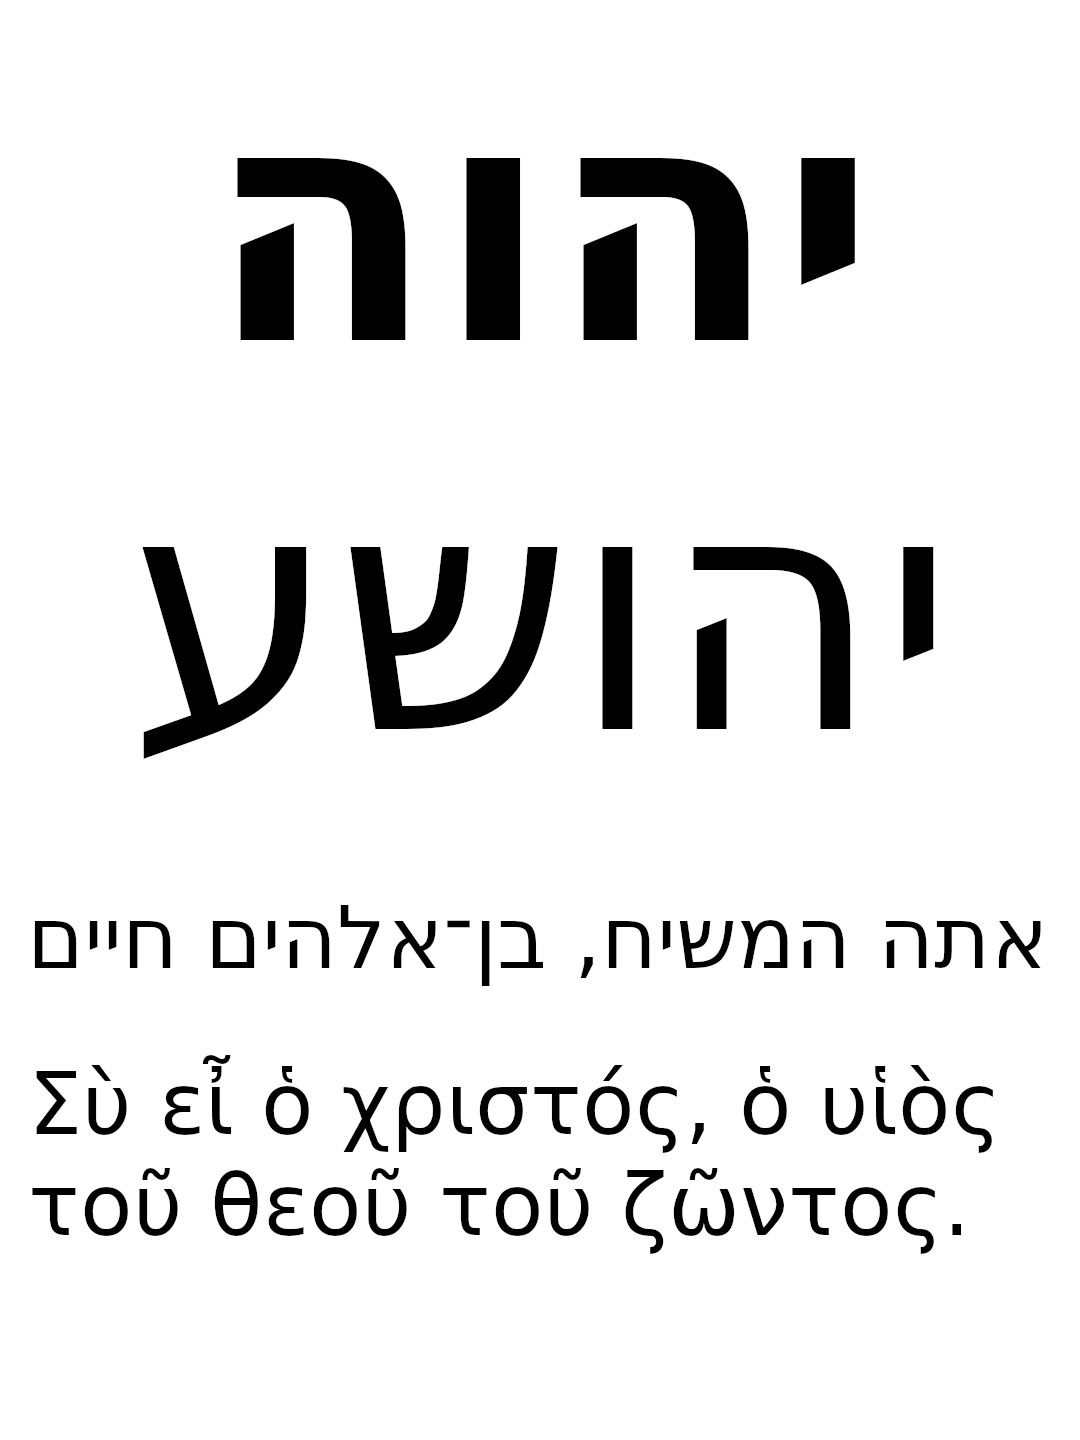 יהוה
יהושע
אתה המשיח, בן־אלהים חיים
Σὺ εἶ ὁ χριστός, ὁ υἱὸς
τοῦ θεοῦ τοῦ ζῶντος.